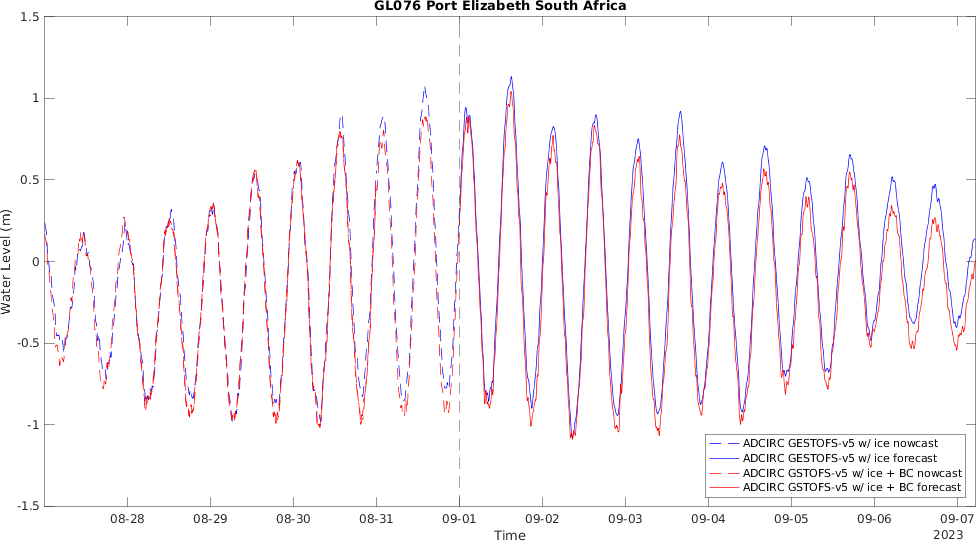 GL076 Port Elizabeth South Africa
1.5
1
0.5
0
-0.5
-1
-1.5
Water Level (m)
ADCIRC GESTOFS-v5 w/ ice nowcast
ADCIRC GESTOFS-v5 w/ ice forecast
ADCIRC GSTOFS-v5 w/ ice + BC nowcast
ADCIRC GSTOFS-v5 w/ ice + BC forecast
08-28 08-29 08-30 08-31 09-01 09-02 09-03 09-04 09-05 09-06 09-07
Time
2023